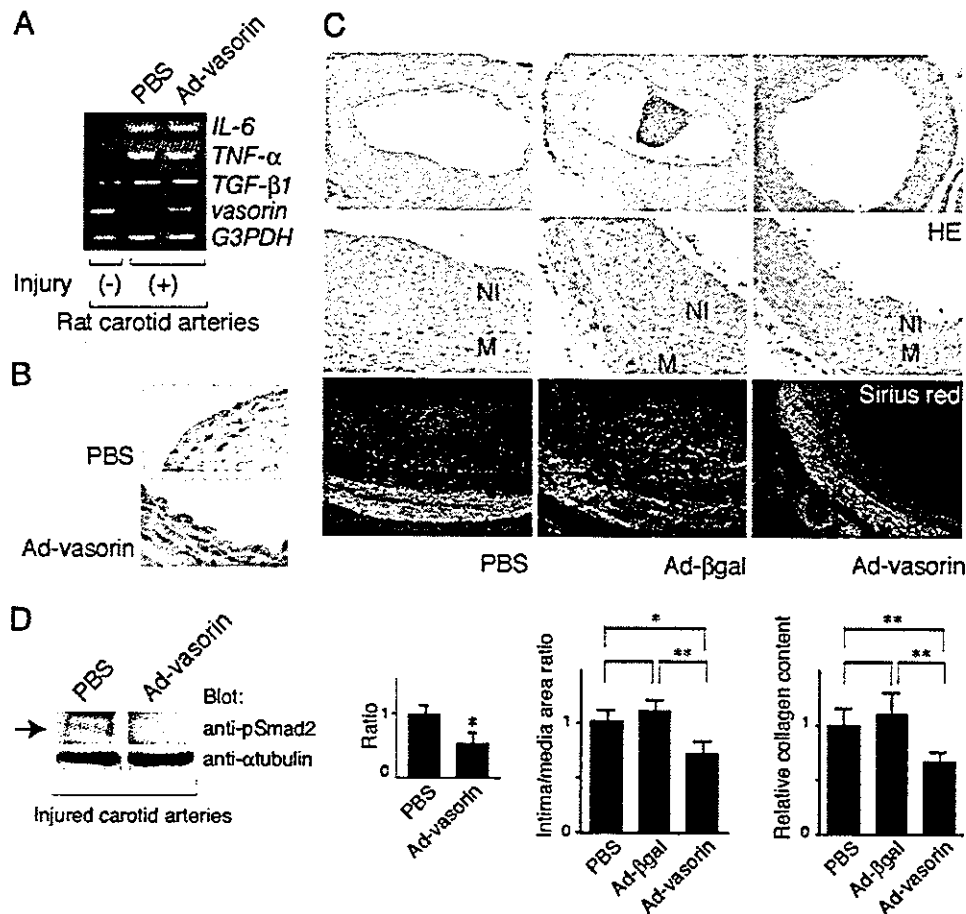 A
PBS
Ad-vasorin
IL-6
TNF-α
TGF-β1
vasorin
G3PDH
Injury (-) (+)
Rat carotid arteries
B
PBS
Ad-vasorin
C
HE
NI
M
NI
M
NI
M
Sirius red
PBS
Ad-βgal
Ad-vasorin
D
PBS
Ad-vasorin
Blot:
anti-pSmad2
anti-αtubulin
Injured carotid arteries
Ratio
1
0
*
PBS
Ad-vasorin
Intima/media area ratio
1
0
*
**
PBS
Ad-βgal
Ad-vasorin
Relative collagen content
1
0
**
**
PBS
Ad-βgal
Ad-vasorin